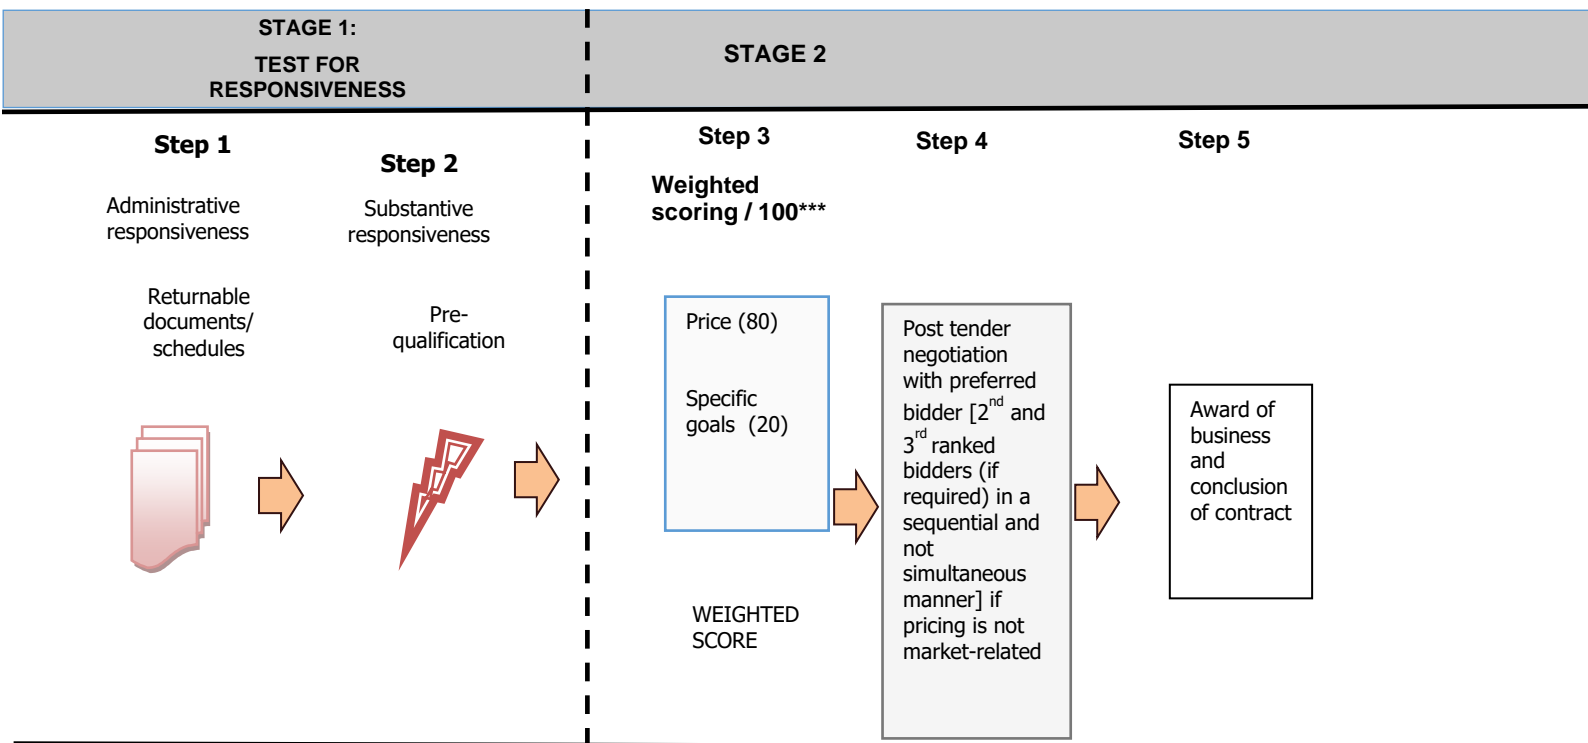 STAGE 1:
TEST FOR
RESPONSIVENESS
STAGE 2
Step 1
Administrative
responsiveness
Returnable
documents/
schedules
Step 2
Substantive
responsiveness
Pre-
qualification
Step 3
Weighted
scoring / 100***
Price (80)
Specific
goals (20)
WEIGHTED
SCORE
Step 4
Post tender
negotiation
with preferred
bidder [2nd and
3rd ranked
bidders (if
required) in a
sequential and
not
simultaneous
manner] if
pricing is not
market-related
Step 5
Award of
business
and
conclusion
of contract